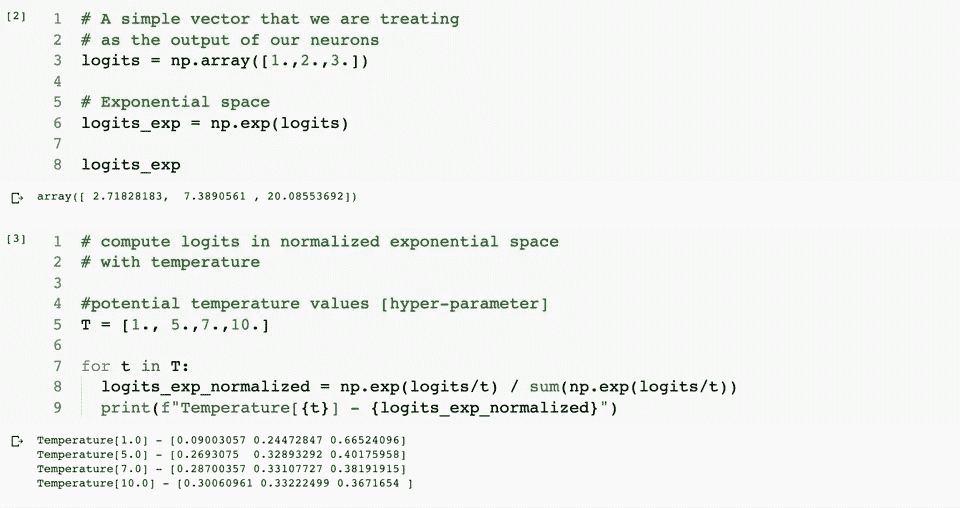 [2] 1 # A simple vector that we are treating
2 # as the output of our neurons
3 logits = np.array([1.,2.,3.])
4
5 # Exponential space
6 logits_exp = np.exp(logits)
7
8 logits_exp
array([ 2.71828183,  7.3890561 , 20.08553692])
[3] 1 # compute logits in normalized exponential space
2 # with temperature
3
4 #potential temperature values [hyper-parameter]
5 T = [1., 5.,7.,10.]
6
7 for t in T:
8   logits_exp_normalized = np.exp(logits/t) / sum(np.exp(logits/t))
9   print(f"Temperature[{t}] - {logits_exp_normalized}")
Temperature[1.0] - [0.09003057 0.24472847 0.66524096]
Temperature[5.0] - [0.2693075  0.32893292 0.40175958]
Temperature[7.0] - [0.28700357 0.33107727 0.38191915]
Temperature[10.0] - [0.30060961 0.33222499 0.3671654 ]